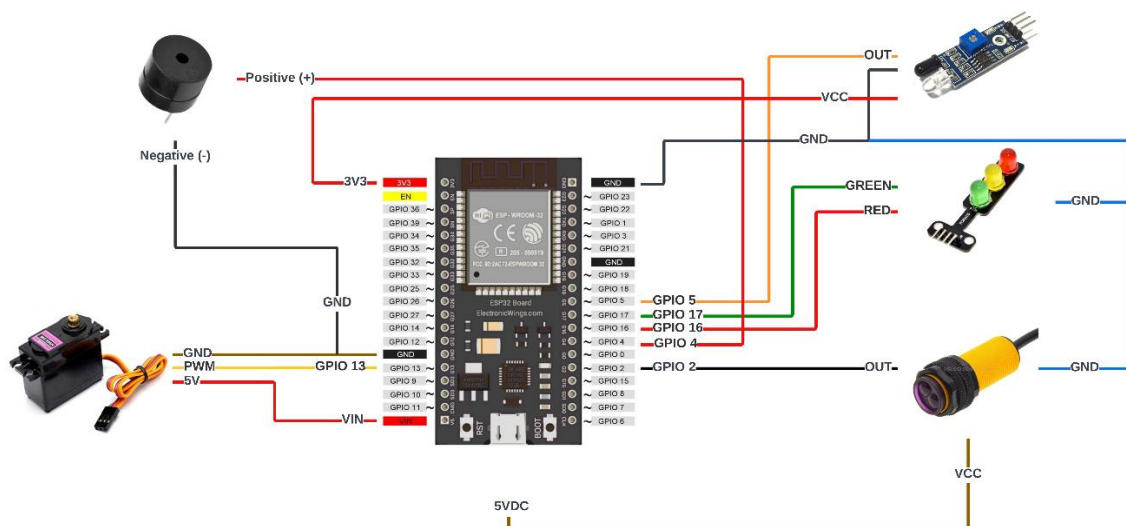 Positive (+)
Negative (-)
OUT
VCC
GND
GREEN
RED
GND
3V3
3V3
EN
GPIO 36
GPIO 39
GPIO 34
GPIO 35
GPIO 32
GPIO 33
GPIO 25
GPIO 26
GPIO 27
GPIO 14
GPIO 12
GND
GPIO 13
GPIO 9
GPIO 10
GPIO 11
VIN
GND
GPIO 23
GPIO 22
GPIO 1
GPIO 3
GPIO 21
GND
GPIO 19
GPIO 18
GPIO 5
GPIO 17
GPIO 16
GPIO 4
GPIO 0
GPIO 2
GPIO 15
GPIO 8
GPIO 7
GPIO 6
GPIO 5
GPIO 17
GPIO 16
GPIO 4
GPIO 2
OUT
GND
GND
GND
PWM
GPIO 13
5V
VIN
ESP-WROOM-32
ESP32 Board
ElectronicWings.com
RST
BOOT
VCC
5VDC